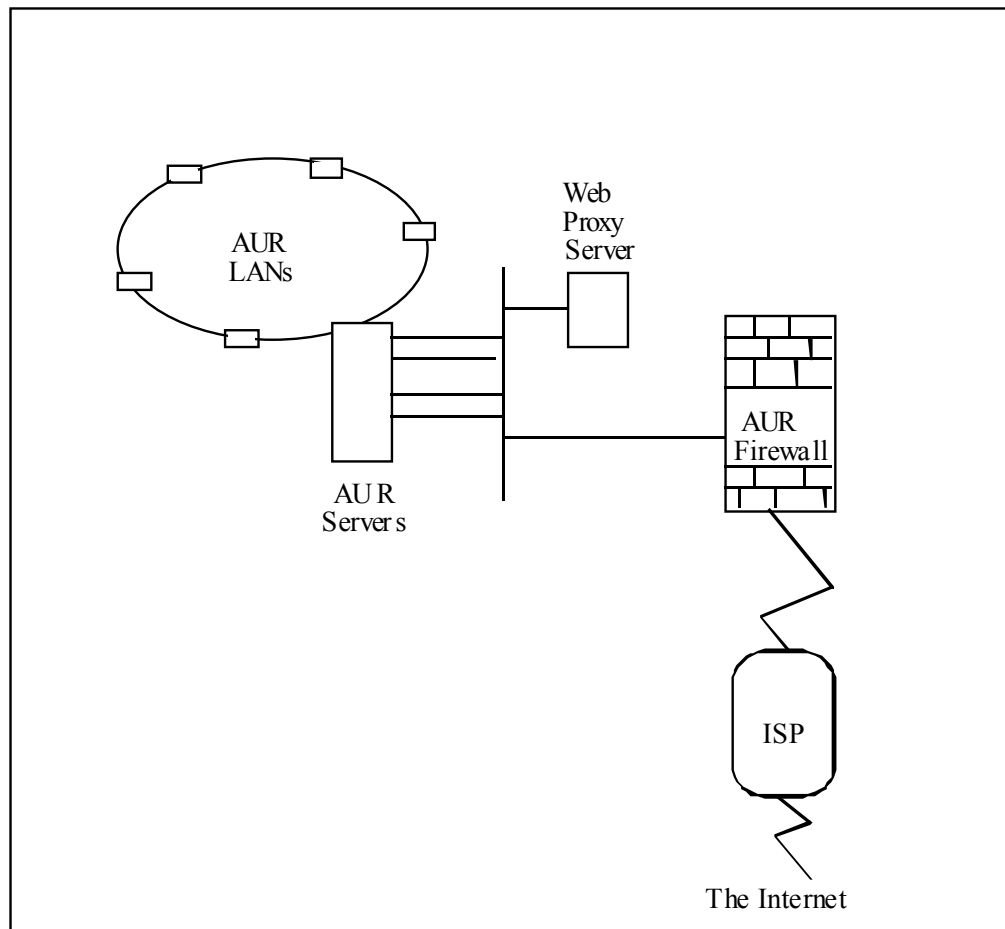 Web
Proxy
Server
AUR
LANs
AUR
Firewall
AUR
Servers
ISP
The Internet